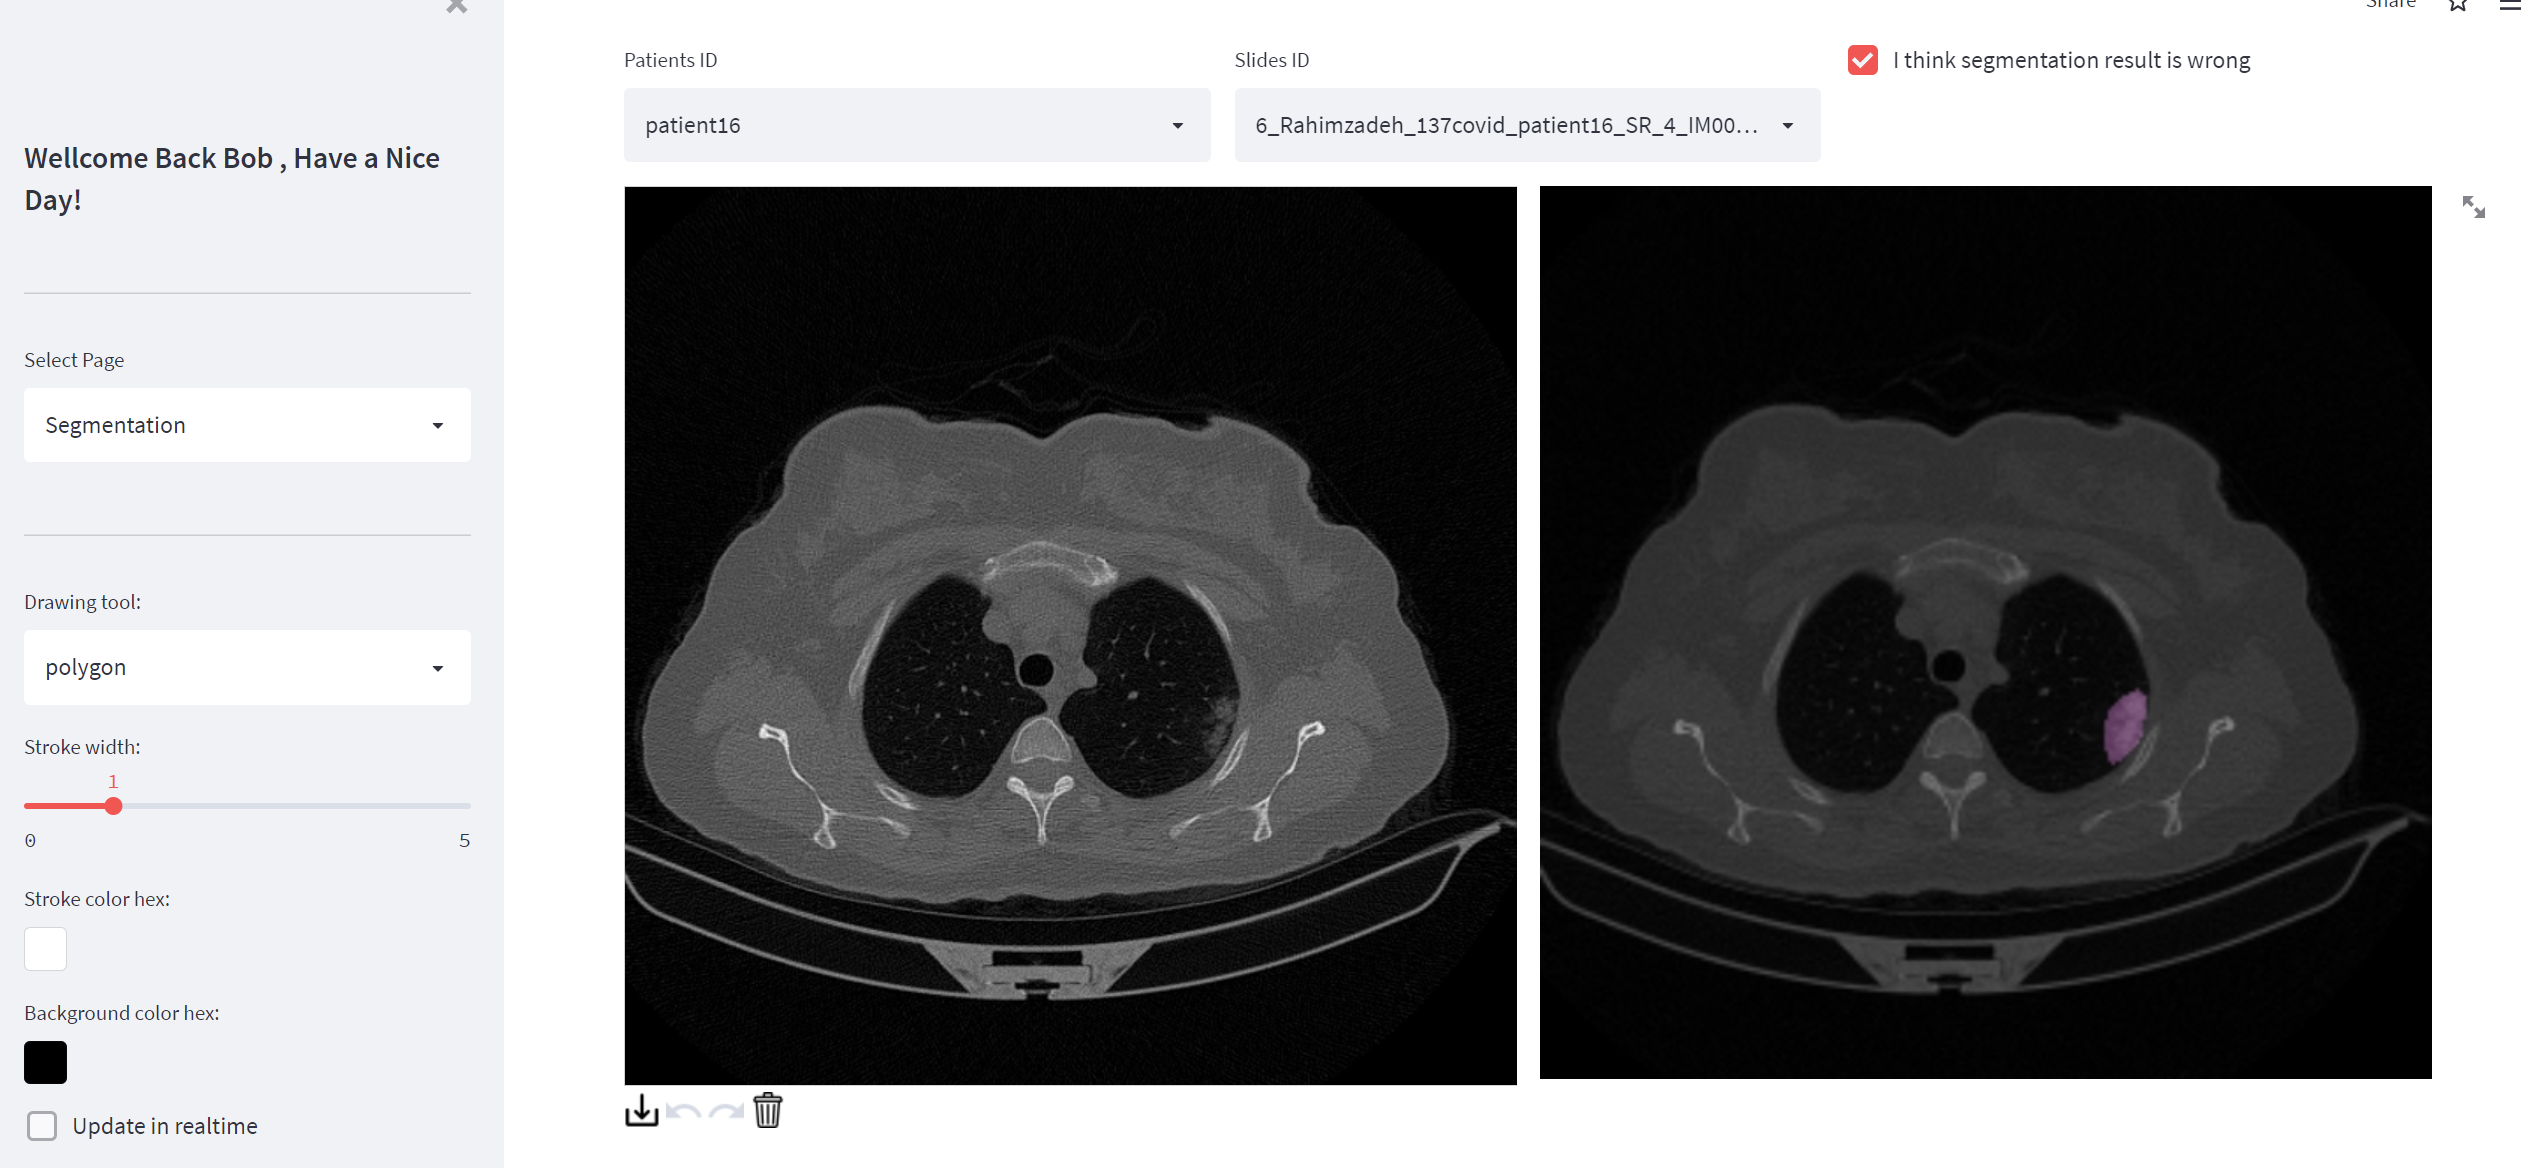 Share
Patients ID
Slides ID
I think segmentation result is wrong
patient16
6_Rahimzadeh_137covid_patient16_SR_4_IM00...
Wellcome Back Bob , Have a Nice
Day!
Select Page
Segmentation
Drawing tool:
polygon
Stroke width:
1
0
5
Stroke color hex:
Background color hex:
Update in realtime